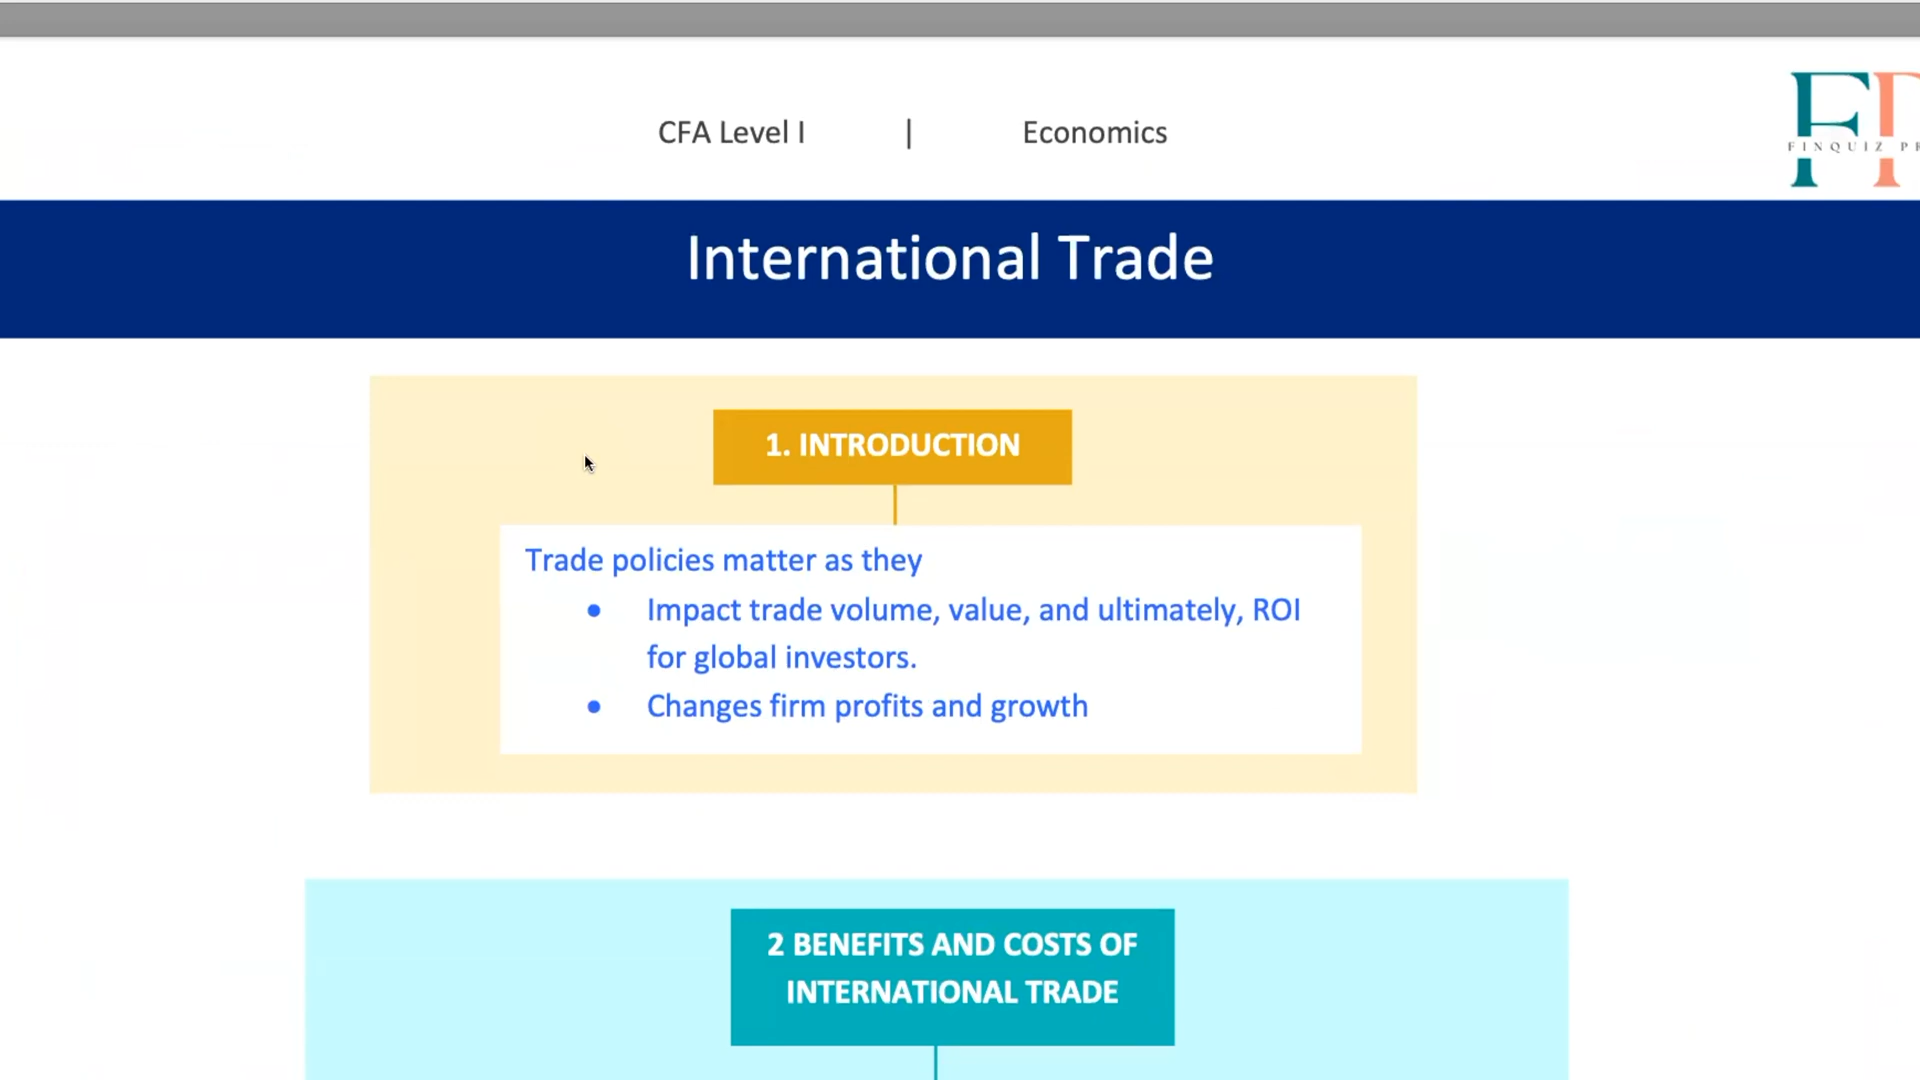 CFA Level I | Economics
FINQUIZ
International Trade
1. INTRODUCTION
Trade policies matter as they
● Impact trade volume, value, and ultimately, ROI
for global investors.
● Changes firm profits and growth
2 BENEFITS AND COSTS OF
INTERNATIONAL TRADE